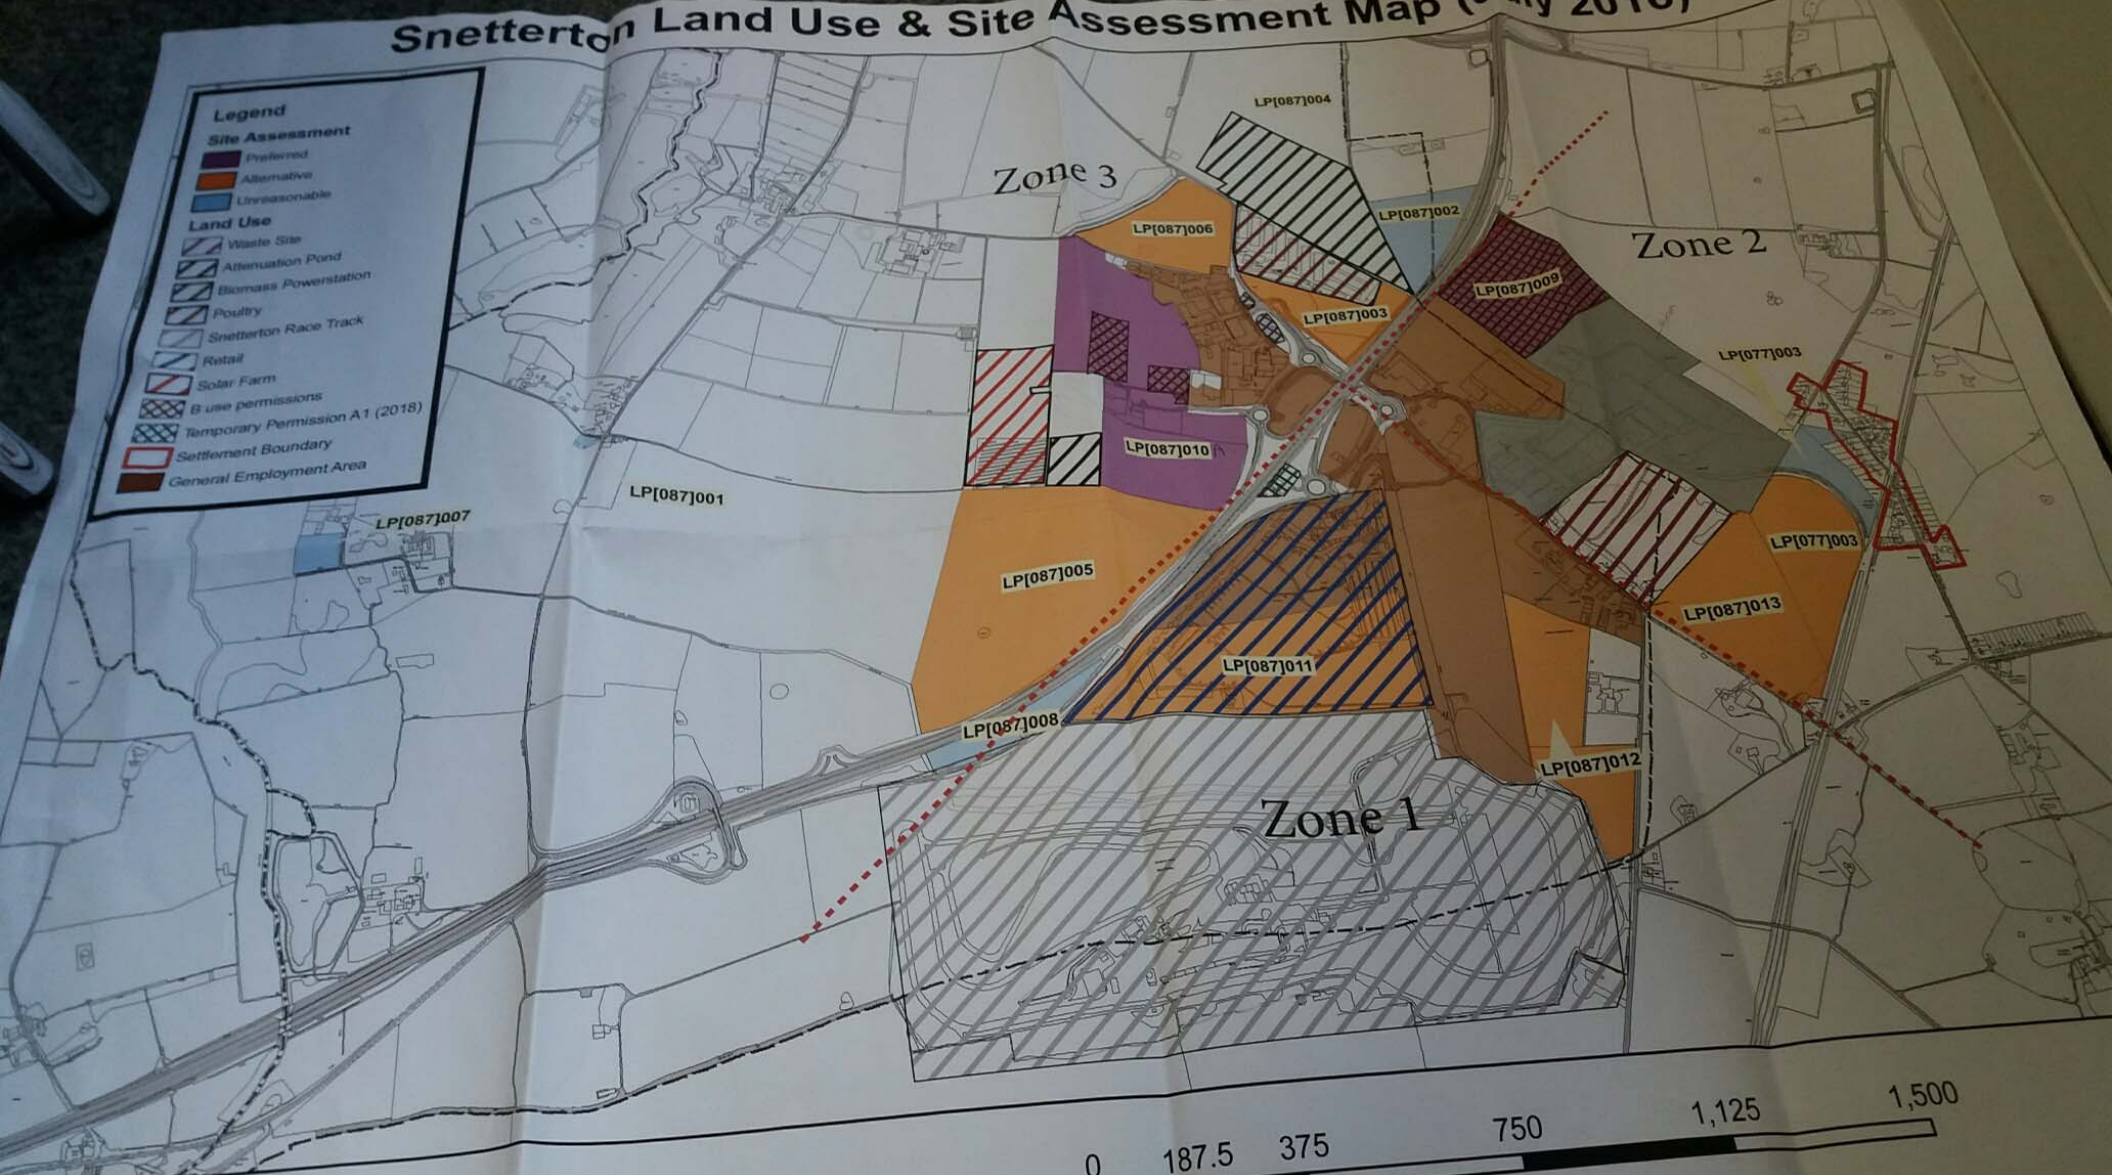 Snetterton Land Use & Site Assessment Map (July 2016)
Legend
Site Assessment
Preferred
Alternative
Unreasonable
Land Use
Waste Site
Attenuation Pond
Biomass Powerstation
Poultry
Snetterton Race Track
Retail
Solar Farm
B use permissions
Temporary Permission A1 (2018)
Settlement Boundary
General Employment Area
LP[087]004
Zone 3
LP[087]002
LP[087]006
Zone 2
LP[087]009
LP[087]003
LP[077]003
LP[087]010
LP[087]001
LP[087]007
LP[077]003
LP[087]005
LP[087]013
LP[087]011
LP[087]008
LP[087]012
Zone 1
0 187.5 375 750 1,125 1,500